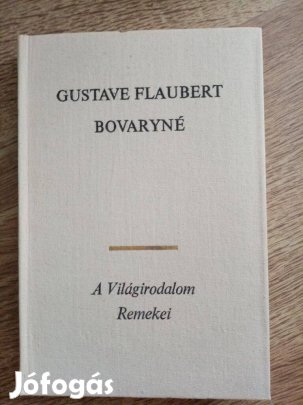 GUSTAVE FLAUBERT
BOVARYNÉ
A Világirodalom
Remekei
Jófogás